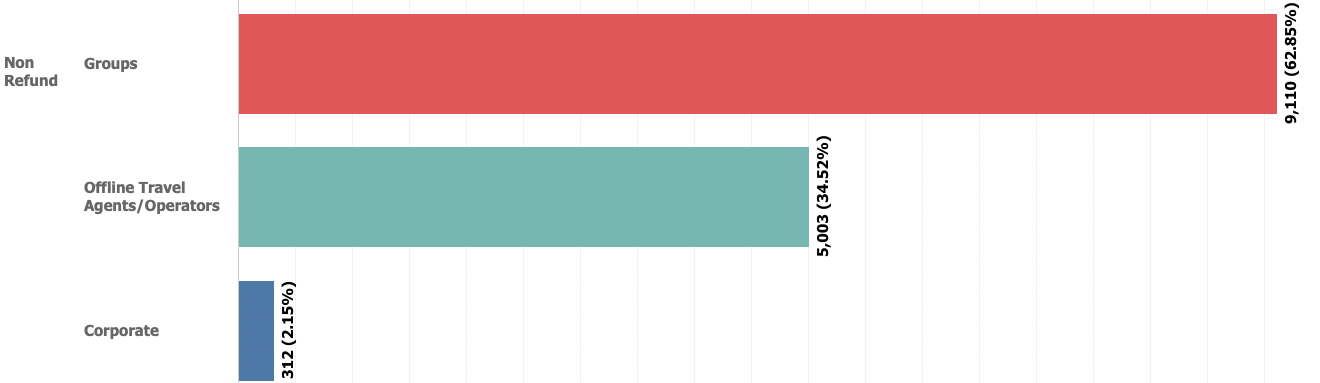 Non
Refund
Groups
9,110 (62.85%)
Offline Travel
Agents/Operators
5,003 (34.52%)
Corporate
312 (2.15%)